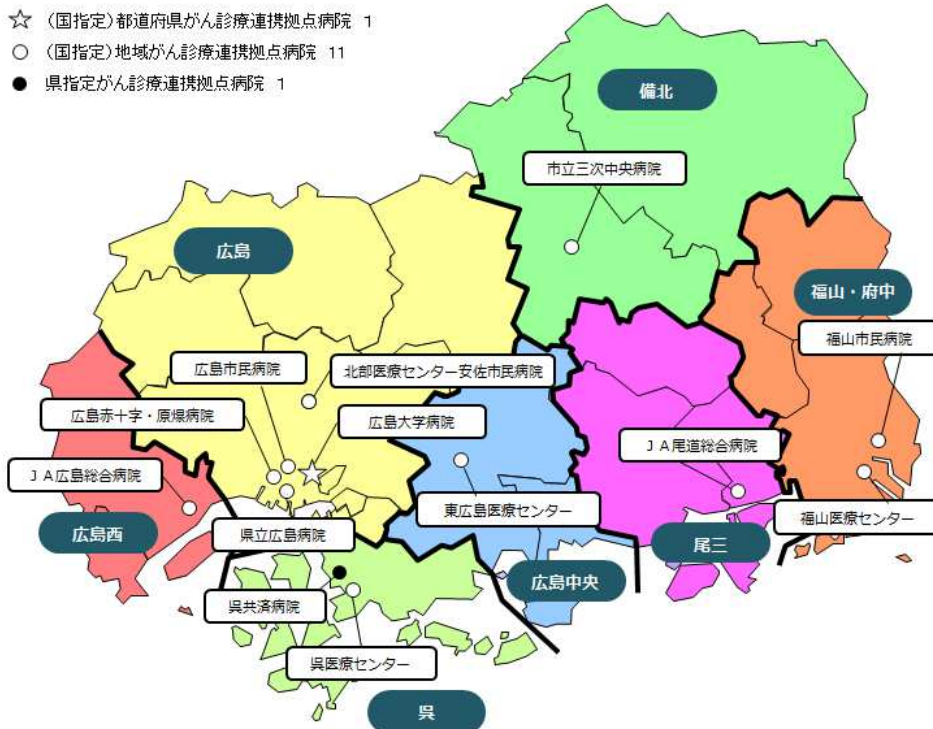 ☆ (国指定)都道府県がん診療連携拠点病院 1
○ (国指定)地域がん診療連携拠点病院 11
● 県指定がん診療連携拠点病院 1
備北
市立三次中央病院
広島
福山・府中
福山市民病院
広島市民病院
北部医療センター安佐市民病院
広島赤十字・原爆病院
広島大学病院
JA尾道総合病院
JA広島総合病院
東広島医療センター
福山医療センター
広島西
県立広島病院
尾三
広島中央
呉共済病院
呉医療センター
呉